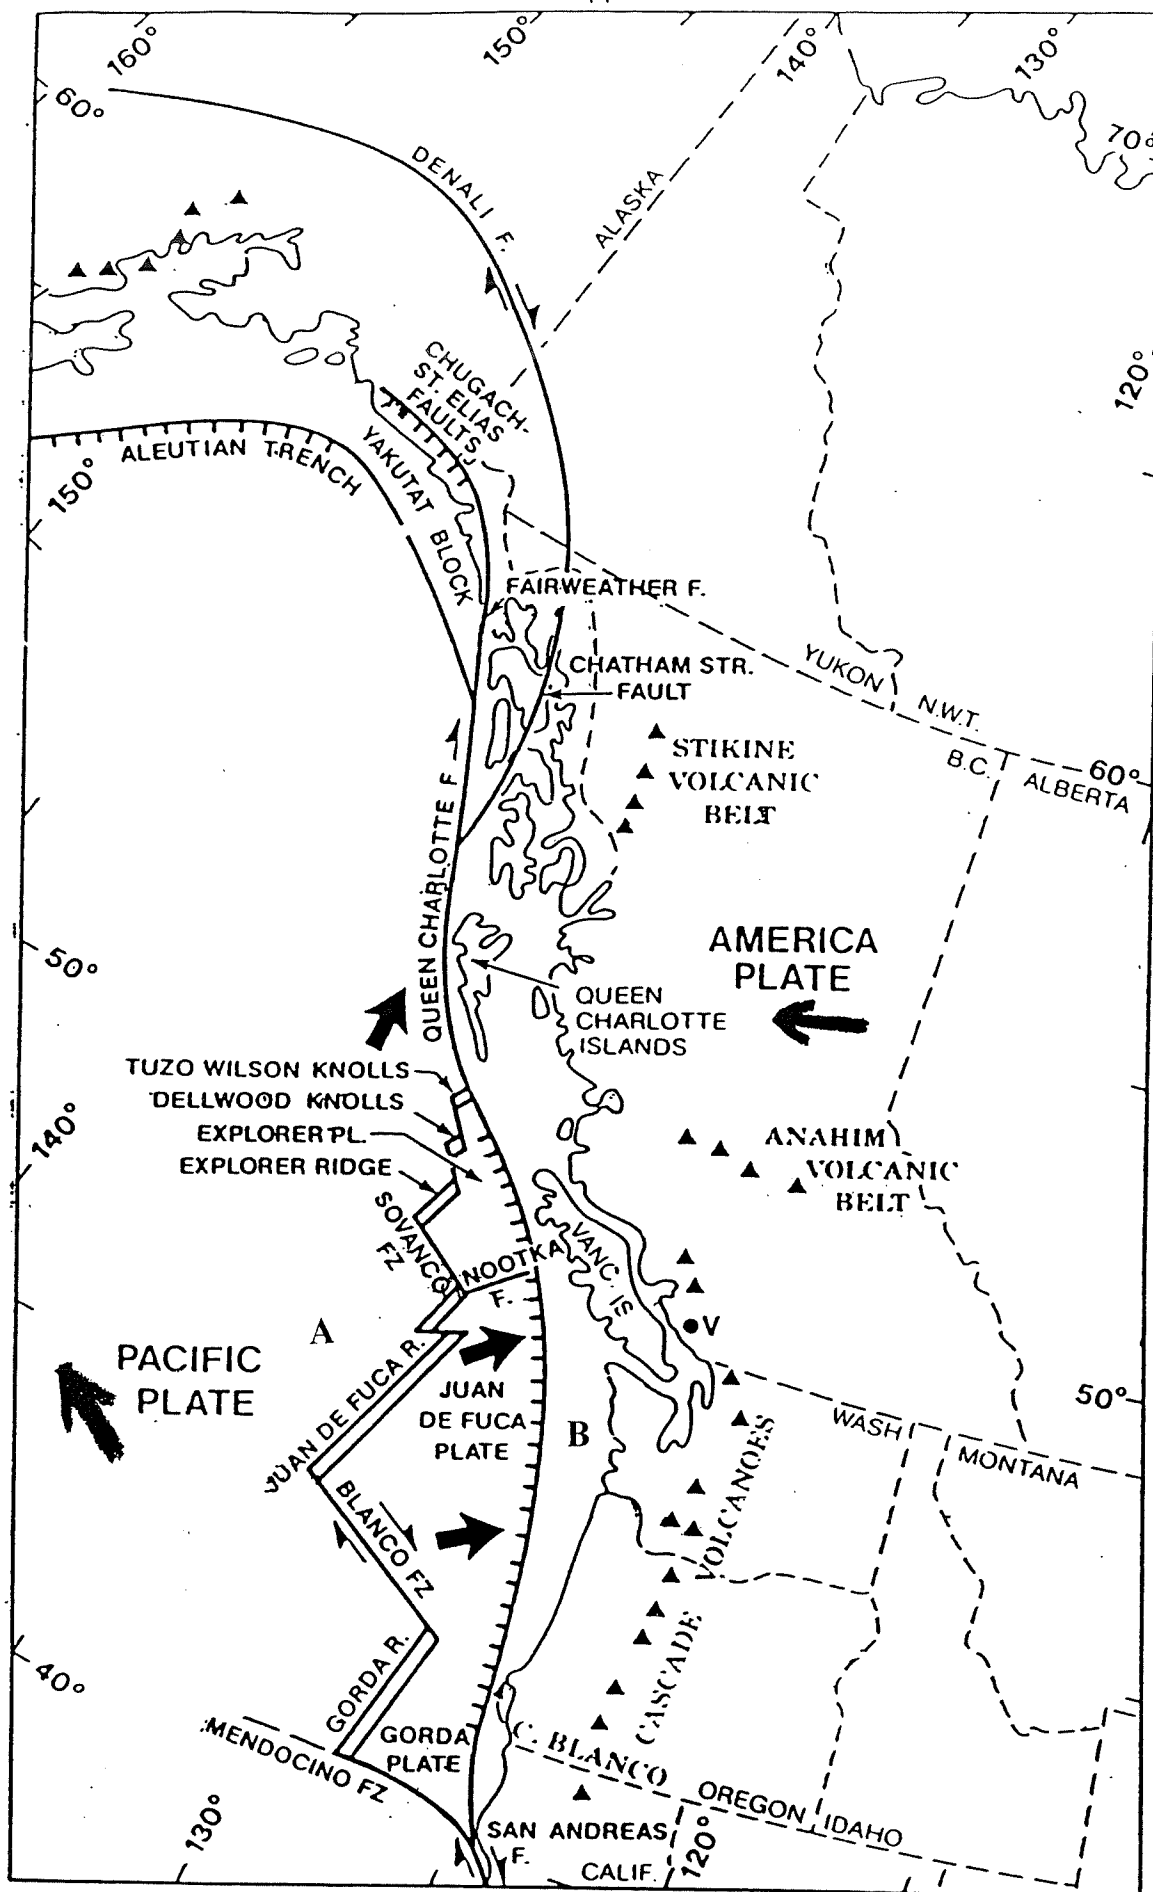 160°
150°
140°
130°
60°
70°
DENALI F.
ALASKA
120°
CHUGACH-
ST. ELIAS
FAULTS
ALEUTIAN TRENCH
YAKUTAT BLOCK
150°
FAIRWEATHER F.
CHATHAM STR.
FAULT
YUKON
N.W.T.
B.C.
ALBERTA
60°
STIKINE
VOLCANIC
BELT
QUEEN CHARLOTTE F.
AMERICA
PLATE
50°
QUEEN
CHARLOTTE
ISLANDS
TUZO WILSON KNOLLS
DELLWOOD KNOLLS
EXPLORER PL.
EXPLORER RIDGE
140°
ANAHIM
VOLCANIC
BELT
SOVANCO
FZ
NOOTKA
F.
VANC. IS
V
A
PACIFIC
PLATE
JUAN DE FUCA R.
JUAN
DE FUCA
PLATE
B
50°
WASH
MONTANA
BLANCO FZ
CASCADE VOLCANOES
40°
GORDA R.
GORDA
PLATE
MENDOCINO FZ
C. BLANCO
OREGON
IDAHO
130°
SAN ANDREAS
F.
CALIF.
120°